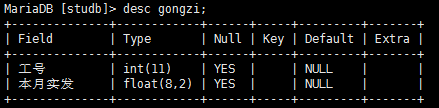 MariaDB [studb]> desc gongzi;
+--------------+------------+------+-----+---------+-------+
| Field        | Type       | Null | Key | Default | Extra |
+--------------+------------+------+-----+---------+-------+
| 工号         | int(11)    | YES  |     | NULL    |       |
| 本月实发     | float(8,2) | YES  |     | NULL    |       |
+--------------+------------+------+-----+---------+-------+